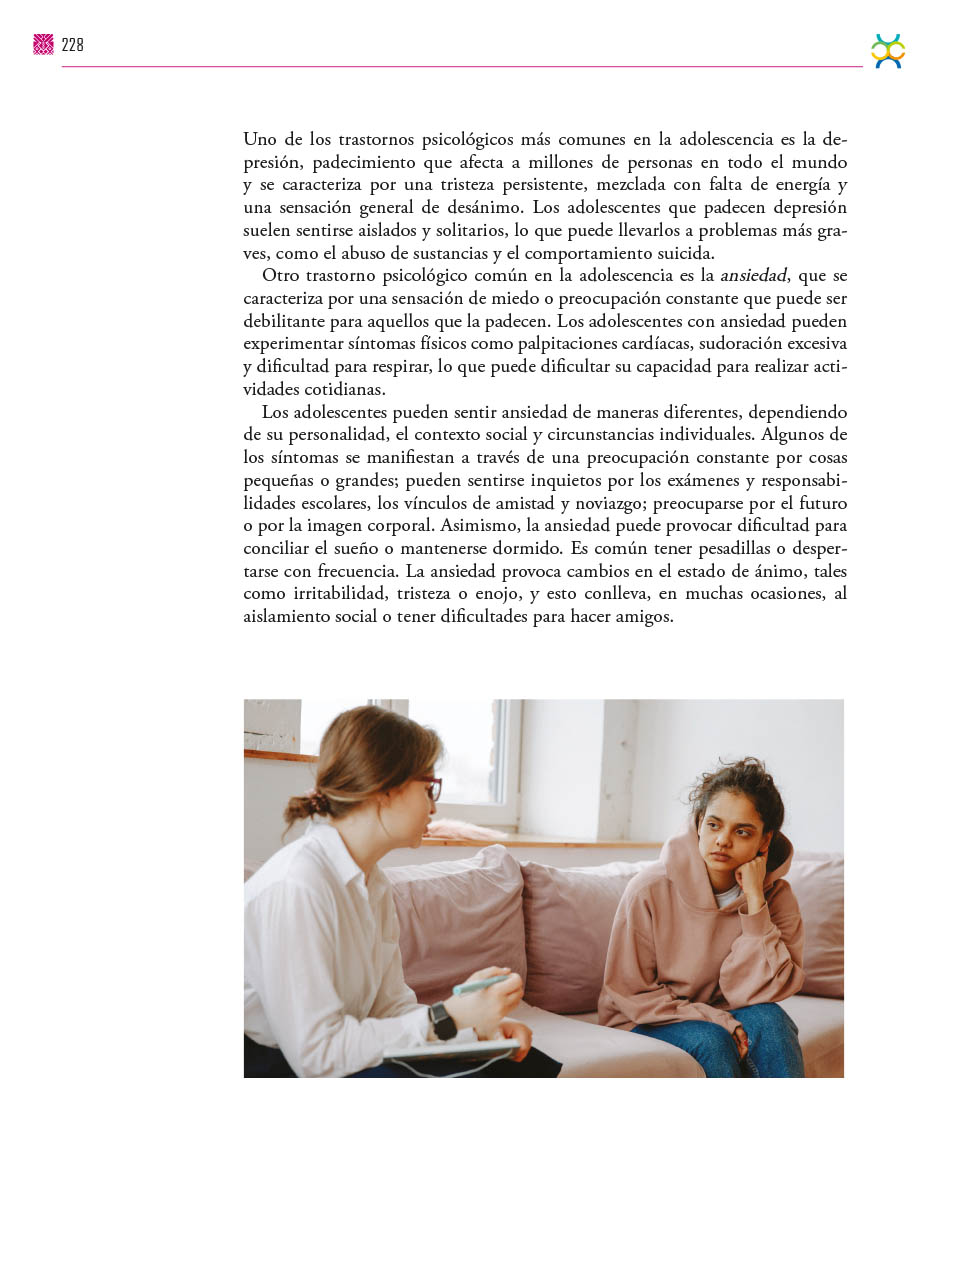 228
Uno de los trastornos psicológicos más comunes en la adolescencia es la de-
presión, padecimiento que afecta a millones de personas en todo el mundo
y se caracteriza por una tristeza persistente, mezclada con falta de energía y
una sensación general de desánimo. Los adolescentes que padecen depresión
suelen sentirse aislados y solitarios, lo que puede llevarlos a problemas más gra-
ves, como el abuso de sustancias y el comportamiento suicida.
Otro trastorno psicológico común en la adolescencia es la ansiedad, que se
caracteriza por una sensación de miedo o preocupación constante que puede ser
debilitante para aquellos que la padecen. Los adolescentes con ansiedad pueden
experimentar síntomas físicos como palpitaciones cardíacas, sudoración excesiva
y dificultad para respirar, lo que puede dificultar su capacidad para realizar acti-
vidades cotidianas.
Los adolescentes pueden sentir ansiedad de maneras diferentes, dependiendo
de su personalidad, el contexto social y circunstancias individuales. Algunos de
los síntomas se manifiestan a través de una preocupación constante por cosas
pequeñas o grandes; pueden sentirse inquietos por los exámenes y responsabi-
lidades escolares, los vínculos de amistad y noviazgo; preocuparse por el futuro
o por la imagen corporal. Asimismo, la ansiedad puede provocar dificultad para
conciliar el sueño o mantenerse dormido. Es común tener pesadillas o desper-
tarse con frecuencia. La ansiedad provoca cambios en el estado de ánimo, tales
como irritabilidad, tristeza o enojo, y esto conlleva, en muchas ocasiones, al
aislamiento social o tener dificultades para hacer amigos.